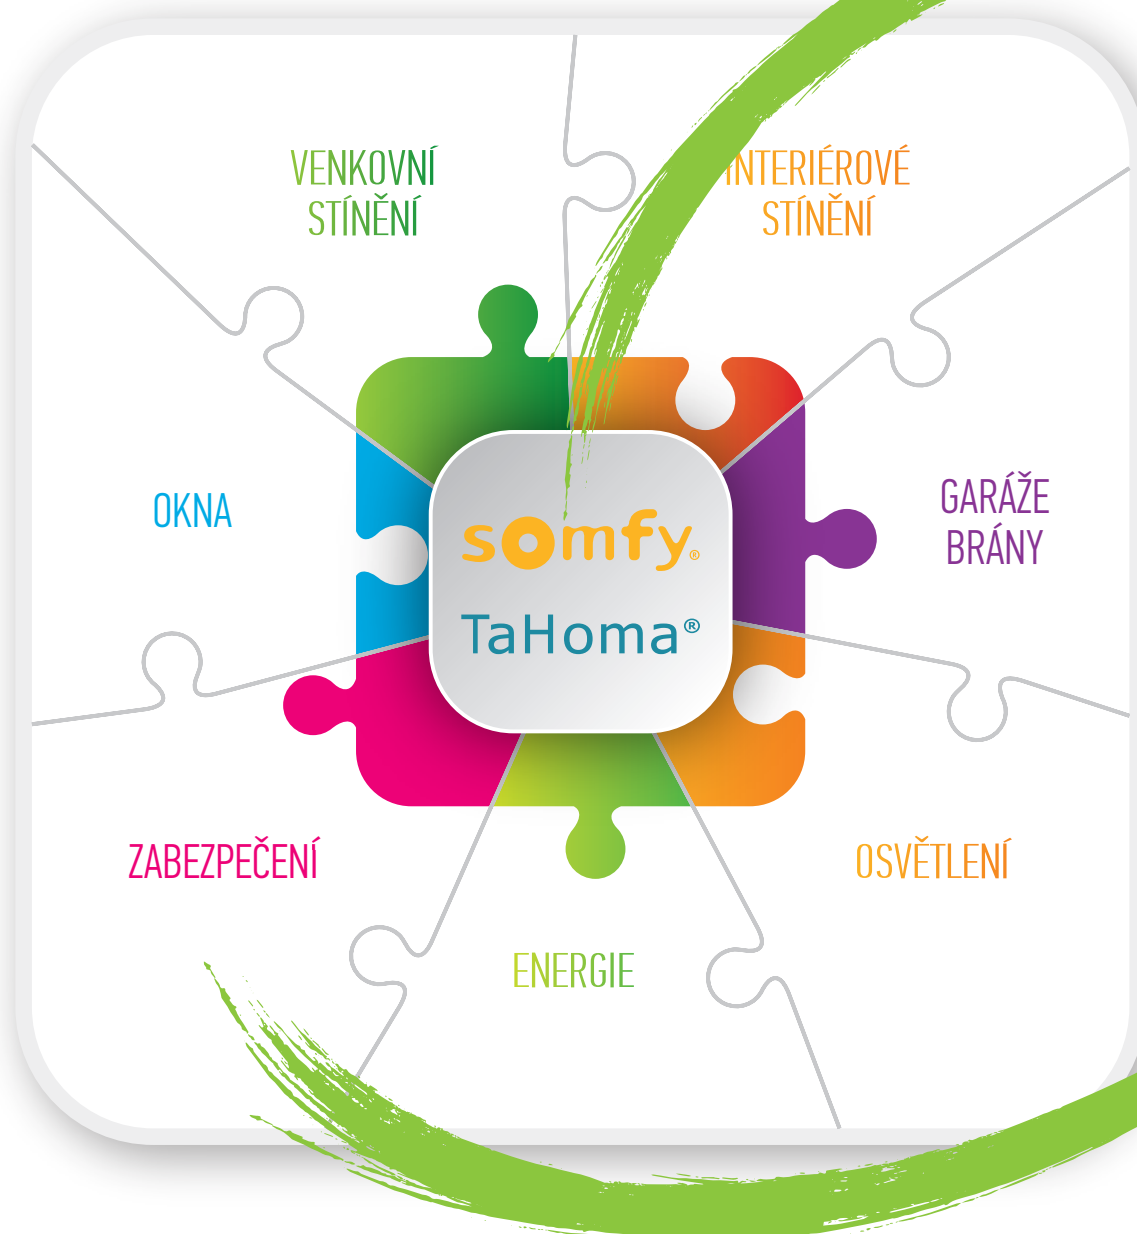 VENKOVNÍ
STÍNĚNÍ
INTERIÉROVÉ
STÍNĚNÍ
OKNA
GARÁŽE
BRÁNY
somfy®
TaHoma®
ZABEZPEČENÍ
OSVĚTLENÍ
ENERGIE